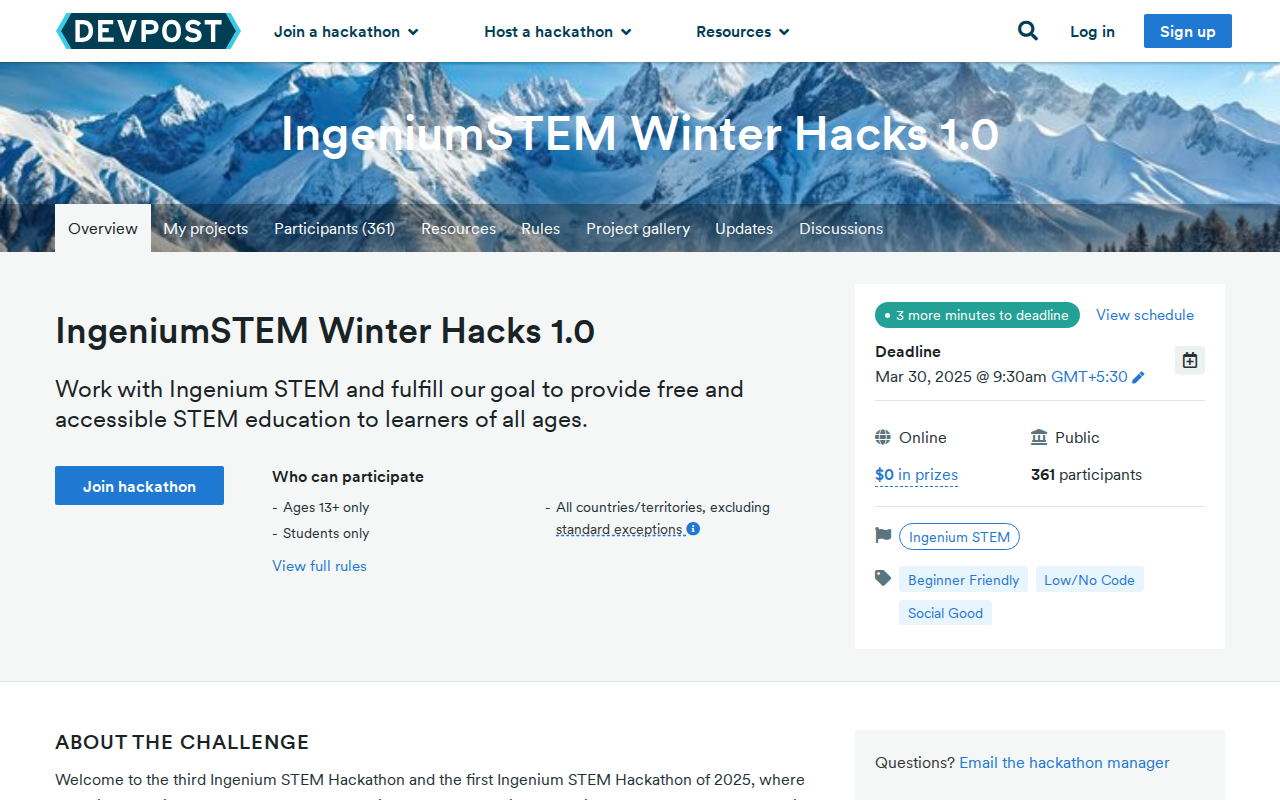 DEVPOST Join a hackathon Host a hackathon Resources Log in Sign up
IngeniumSTEM Winter Hacks 1.0
Overview My projects Participants (361) Resources Rules Project gallery Updates Discussions
IngeniumSTEM Winter Hacks 1.0
Work with Ingenium STEM and fulfill our goal to provide free and
accessible STEM education to learners of all ages.
Join hackathon
Who can participate
- Ages 13+ only
- Students only
- All countries/territories, excluding
standard exceptions
View full rules
3 more minutes to deadline View schedule
Deadline
Mar 30, 2025 @ 9:30am GMT+5:30
Online Public
$0 in prizes 361 participants
Ingenium STEM
Beginner Friendly Low/No Code
Social Good
ABOUT THE CHALLENGE
Welcome to the third Ingenium STEM Hackathon and the first Ingenium STEM Hackathon of 2025, where
Questions? Email the hackathon manager